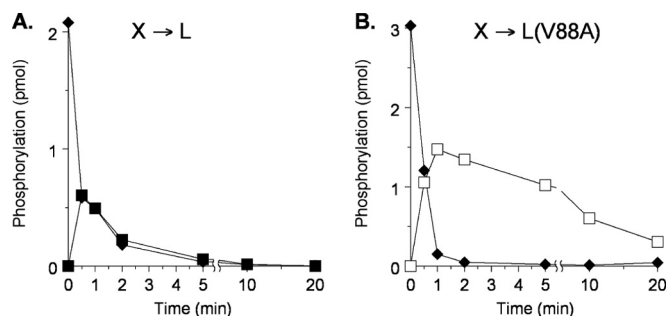 A.
X → L
Phosphorylation (pmol)
2
1
0
0 1 2 3 4 5 10 20
Time (min)
B.
X → L(V88A)
Phosphorylation (pmol)
3
2
1
0
0 1 2 3 4 5 10 20
Time (min)